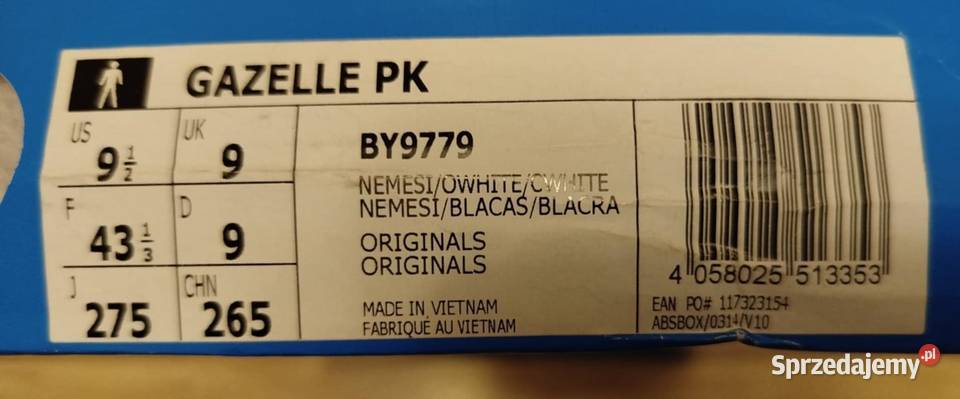 GAZELLE PK
US 9 1/2
UK 9
F 43 1/3
D 9
J 275
CHN 265
BY9779
NEMESI/OWHITE/CWHITE
NEMESI/BLACAS/BLACRA
ORIGINALS
ORIGINALS
MADE IN VIETNAM
FABRIQUÉ AU VIETNAM
4 058025 513353
EAN PO# 117323154
ABSBOX/0314/V10
Sprzedajemy.pl